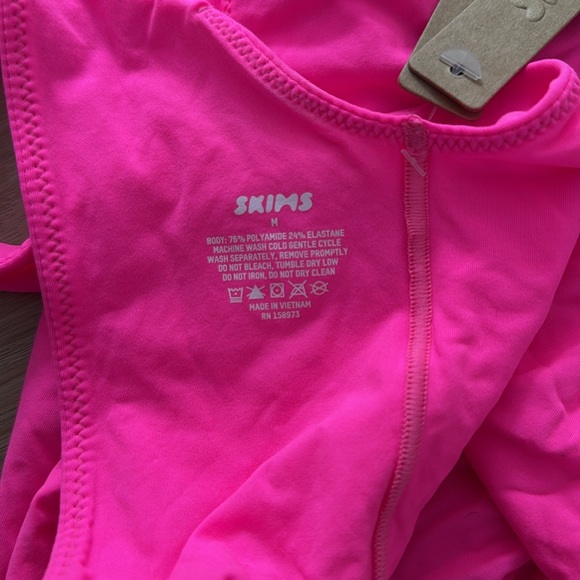 SKIMS
M
BODY: 76% POLYAMIDE 24% ELASTANE
MACHINE WASH COLD GENTLE CYCLE
WASH SEPARATELY, REMOVE PROMPTLY
DO NOT BLEACH, TUMBLE DRY LOW
DO NOT IRON, DO NOT DRY CLEAN
MADE IN VIETNAM
RN 158973